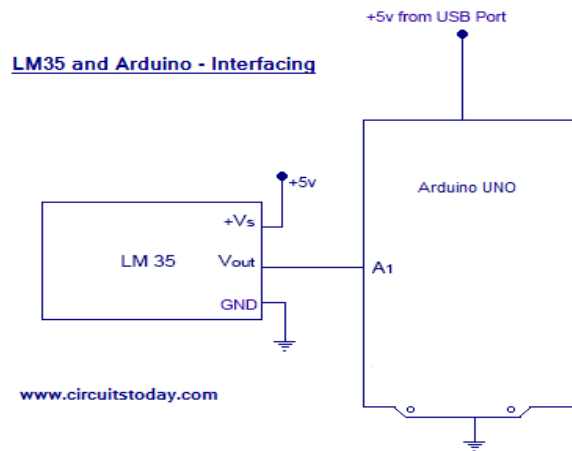 +5v from USB Port
LM35 and Arduino - Interfacing
+5v
Arduino UNO
+Vs
LM 35
Vout
A1
GND
www.circuitstoday.com